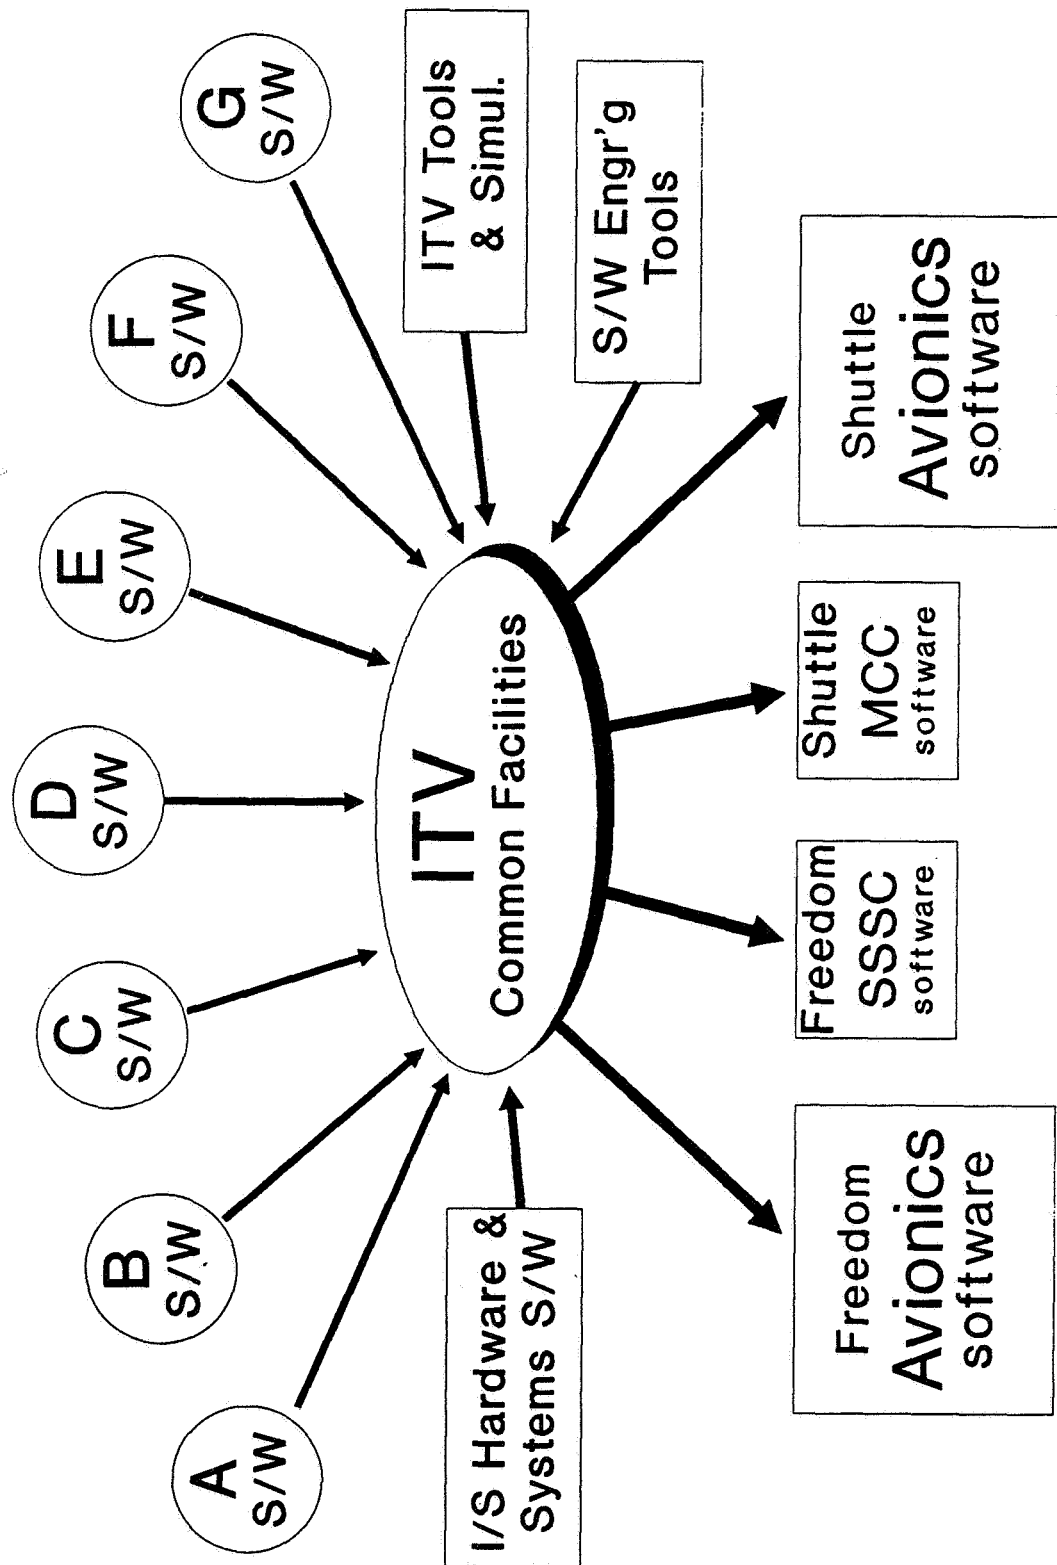 A
S/W
B
S/W
C
S/W
D
S/W
E
S/W
F
S/W
G
S/W
I/S Hardware &
Systems S/W
ITV
Common Facilities
ITV Tools
& Simul.
S/W Engr'g
Tools
Freedom
Avionics
software
Freedom
SSSC
software
Shuttle
MCC
software
Shuttle
Avionics
software